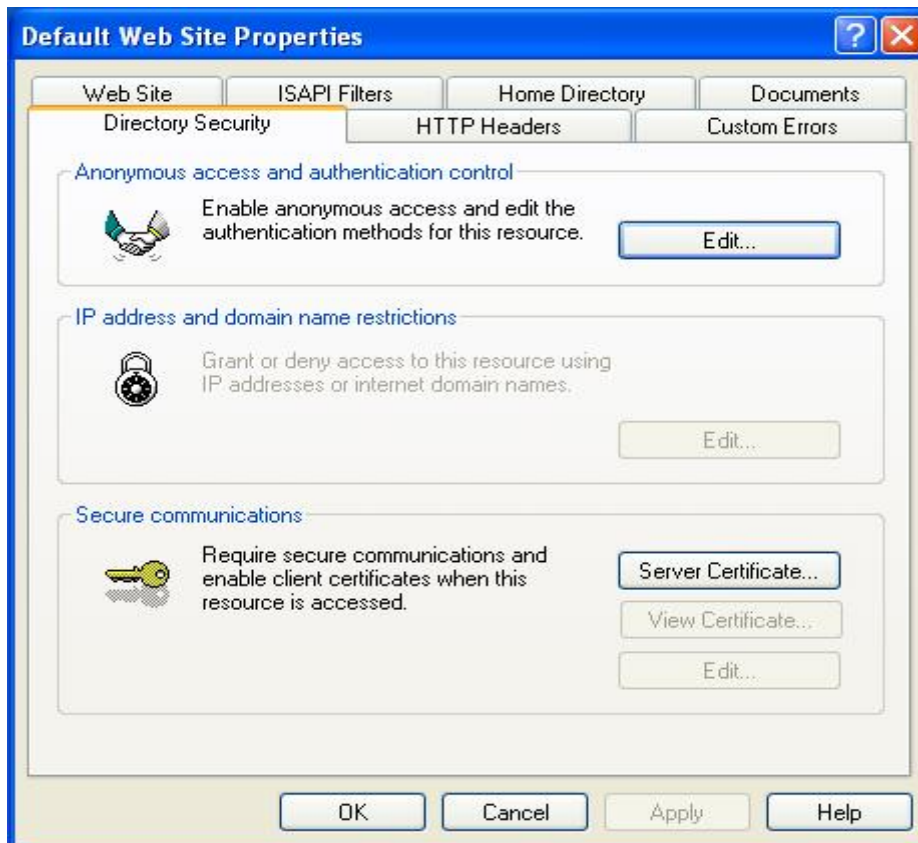 Default Web Site Properties
Web Site ISAPI Filters Home Directory Documents
Directory Security HTTP Headers Custom Errors
Anonymous access and authentication control
Enable anonymous access and edit the
authentication methods for this resource.
Edit...
IP address and domain name restrictions
Grant or deny access to this resource using
IP addresses or internet domain names.
Edit...
Secure communications
Require secure communications and
enable client certificates when this
resource is accessed.
Server Certificate...
View Certificate...
Edit...
OK Cancel Apply Help